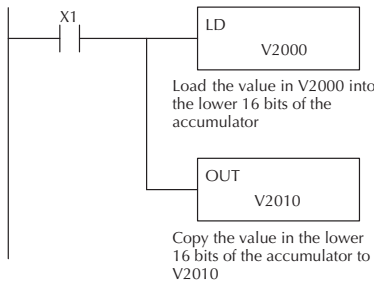 X1
LD
V2000
Load the value in V2000 into
the lower 16 bits of the
accumulator
OUT
V2010
Copy the value in the lower
16 bits of the accumulator to
V2010